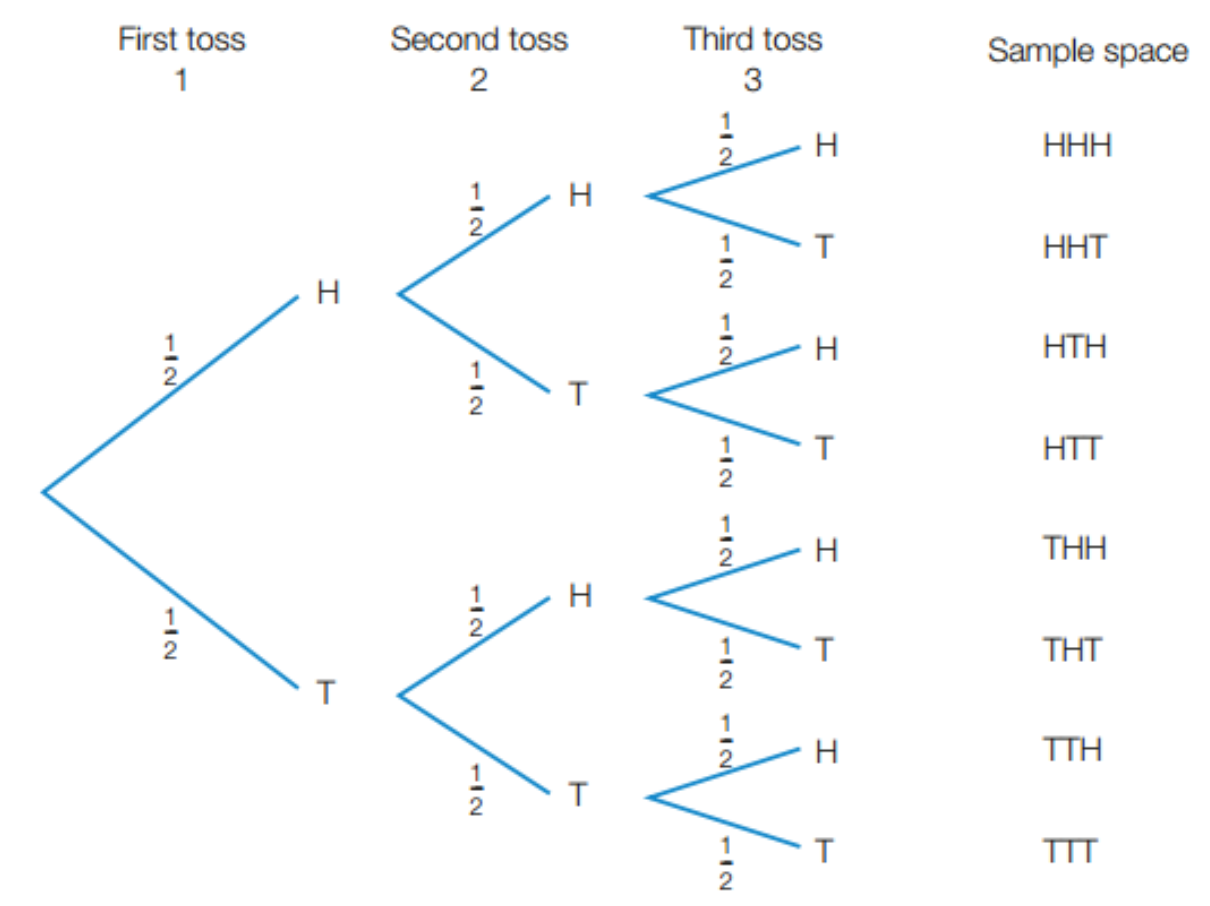 First toss Second toss Third toss Sample space
1 2 3
1/2 H HHH
1/2 H
1/2 T HHT
1/2 H
1/2 H HTH
1/2 T
1/2 T HTT
1/2 H THH
1/2 H
1/2 T THT
1/2 T
1/2 H TTH
1/2 T
1/2 T TTT